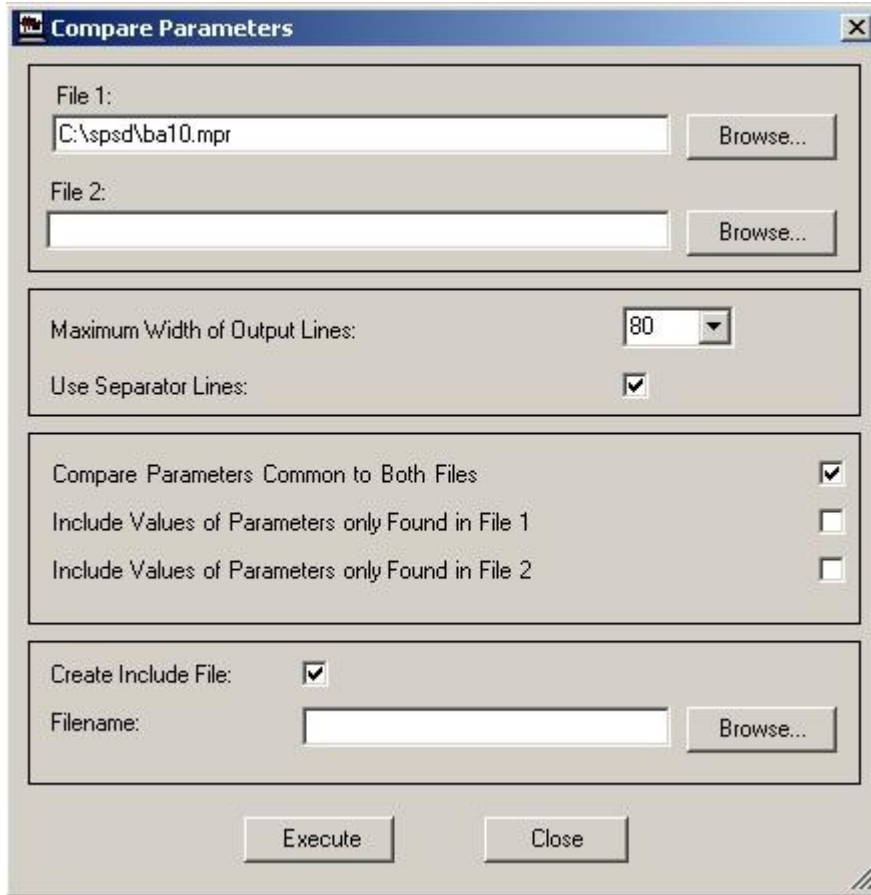 Compare Parameters
File 1:
C:\spsd\ba10.mpr
Browse...
File 2:
Browse...
Maximum Width of Output Lines:
80
Use Separator Lines:
Compare Parameters Common to Both Files
Include Values of Parameters only Found in File 1
Include Values of Parameters only Found in File 2
Create Include File:
Filename:
Browse...
Execute
Close